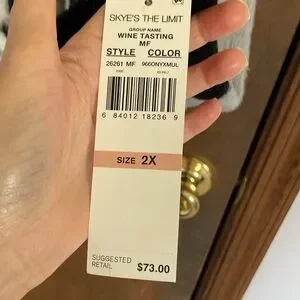 SKYE'S THE LIMIT
GROUP NAME
WINE TASTING
MF
STYLE COLOR
26261 MF 966ONYXMUL
6 84012 18236 9
SIZE 2X
SUGGESTED
RETAIL $73.00